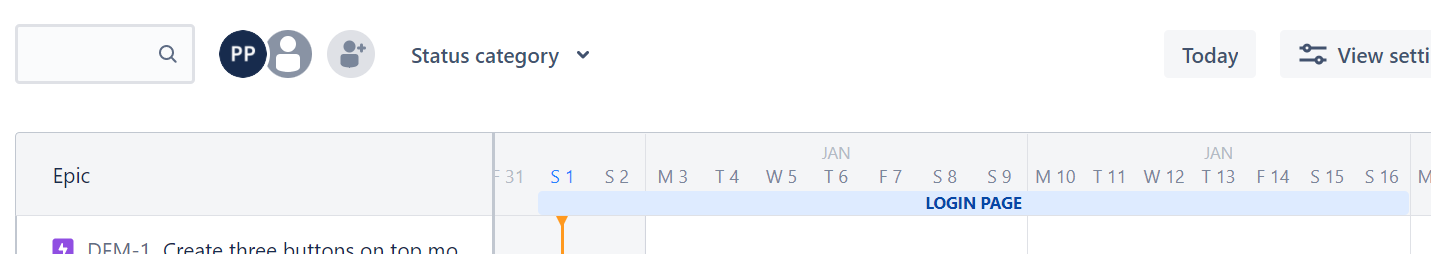 PP Status category Today View setti
JAN JAN
Epic F 31 S 1 S 2 M 3 T 4 W 5 T 6 F 7 S 8 S 9 M 10 T 11 W 12 T 13 F 14 S 15 S 16 M
LOGIN PAGE
DEM-1 Create three buttons on top mo